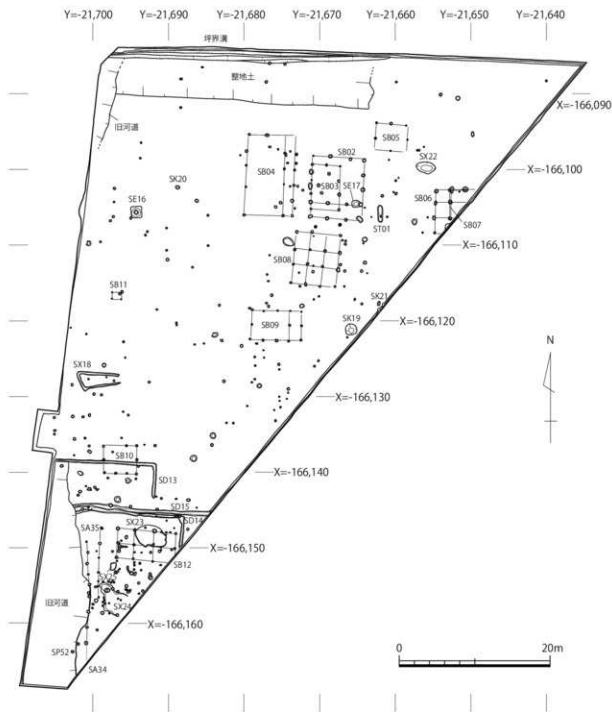 Y=-21,700 Y=-21,690 Y=-21,680 Y=-21,670 Y=-21,660 Y=-21,650 Y=-21,640
坪界溝
整地土
旧河道
X=-166,090
SB05
SB02
SB04
SX22
X=-166,100
SK20
SB03
SE17
SB06
SE16
ST01
SB07
X=-166,110
SB08
SB11
SK21
X=-166,120
SB09
SK19
SX18
N
X=-166,130
SB10
X=-166,140
SD13
SD15
SX23
SD14
SA35
X=-166,150
SB12
SX25
旧河道
SX24
X=-166,160
SP52
SA34
0 20m